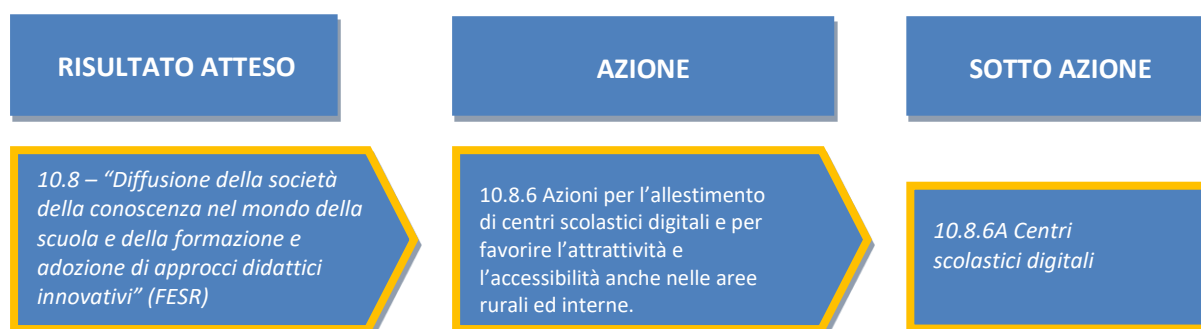 RISULTATO ATTESO
AZIONE
SOTTO AZIONE
10.8 – “Diffusione della società
della conoscenza nel mondo della
scuola e della formazione e
adozione di approcci didattici
innovativi” (FESR)
10.8.6 Azioni per l’allestimento
di centri scolastici digitali e per
favorire l’attrattività e
l’accessibilità anche nelle aree
rurali ed interne.
10.8.6A Centri
scolastici digitali